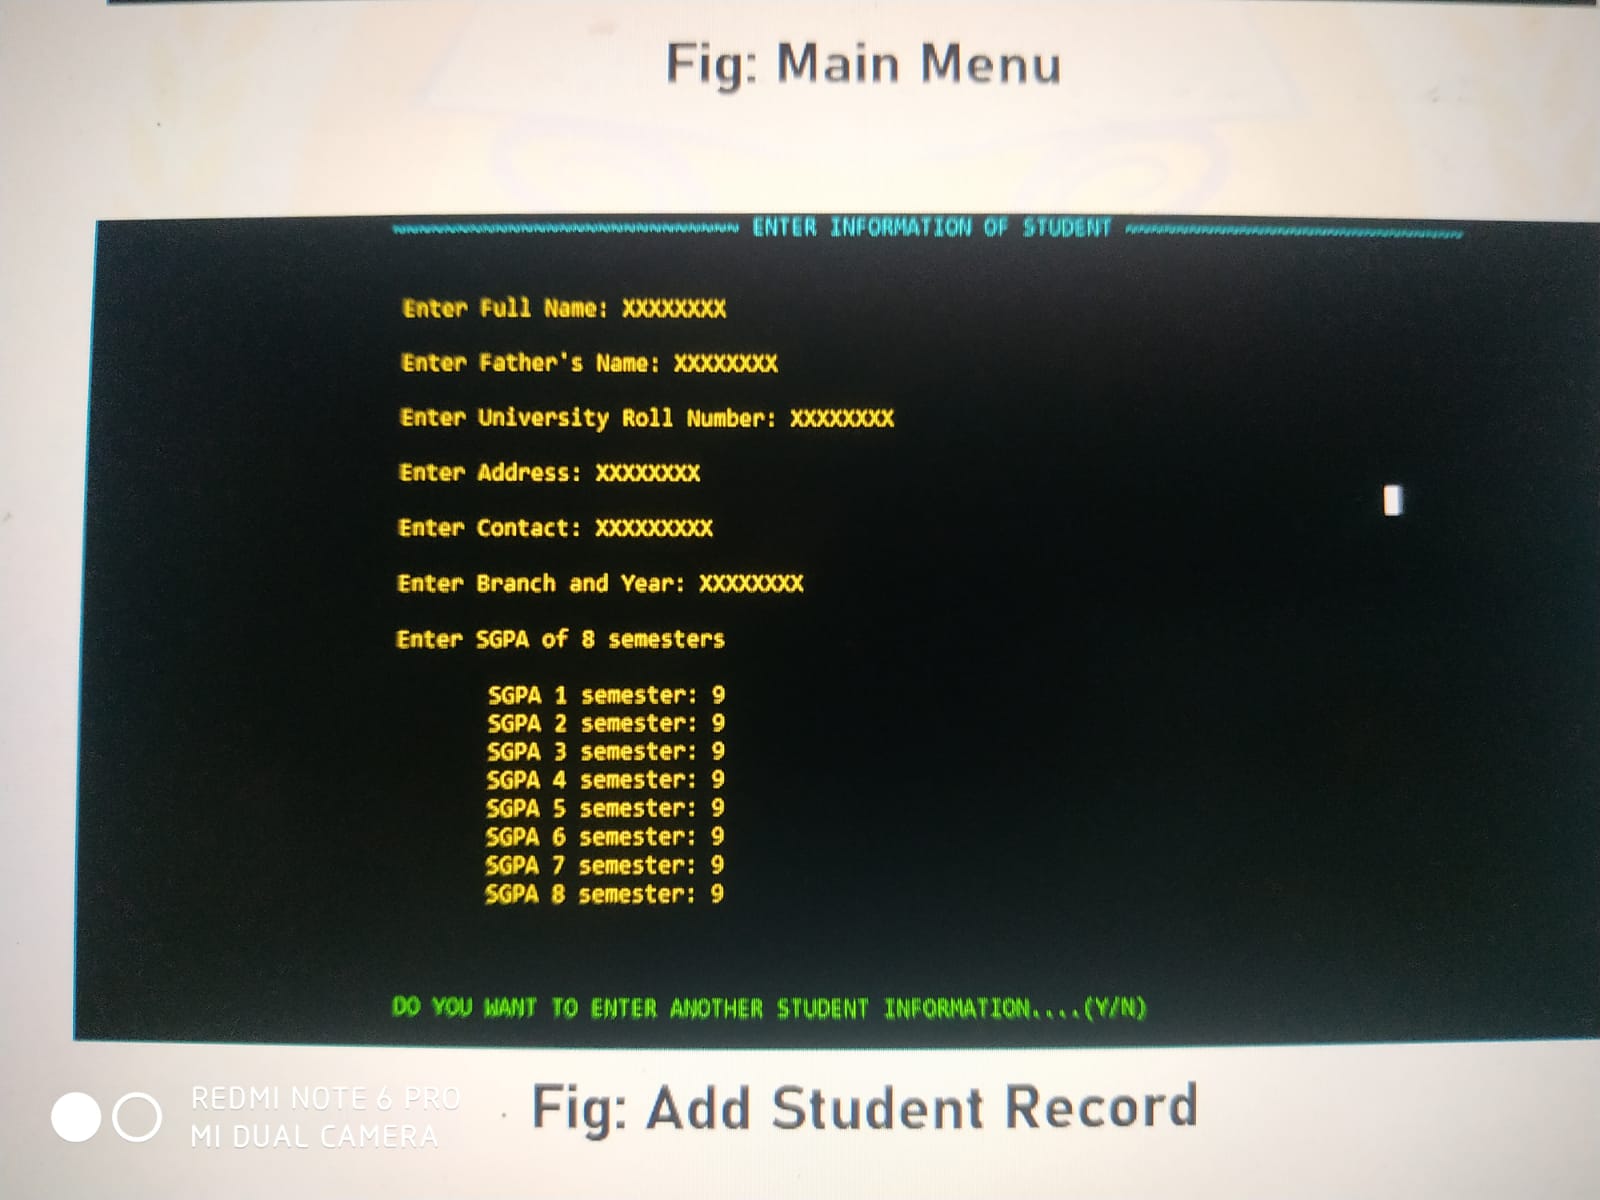 Fig: Main Menu
~~~~~~~~~~~~~~~~~~~~~~~~~~~ ENTER INFORMATION OF STUDENT ~~~~~~~~~~~~~~~~~~~~~~~~~~
Enter Full Name: XXXXXXXX
Enter Father's Name: XXXXXXXX
Enter University Roll Number: XXXXXXXX
Enter Address: XXXXXXXX
Enter Contact: XXXXXXXXX
Enter Branch and Year: XXXXXXXX
Enter SGPA of 8 semesters
SGPA 1 semester: 9
SGPA 2 semester: 9
SGPA 3 semester: 9
SGPA 4 semester: 9
SGPA 5 semester: 9
SGPA 6 semester: 9
SGPA 7 semester: 9
SGPA 8 semester: 9
DO YOU WANT TO ENTER ANOTHER STUDENT INFORMATION....(Y/N)
Fig: Add Student Record
REDMI NOTE 6 PRO
MI DUAL CAMERA